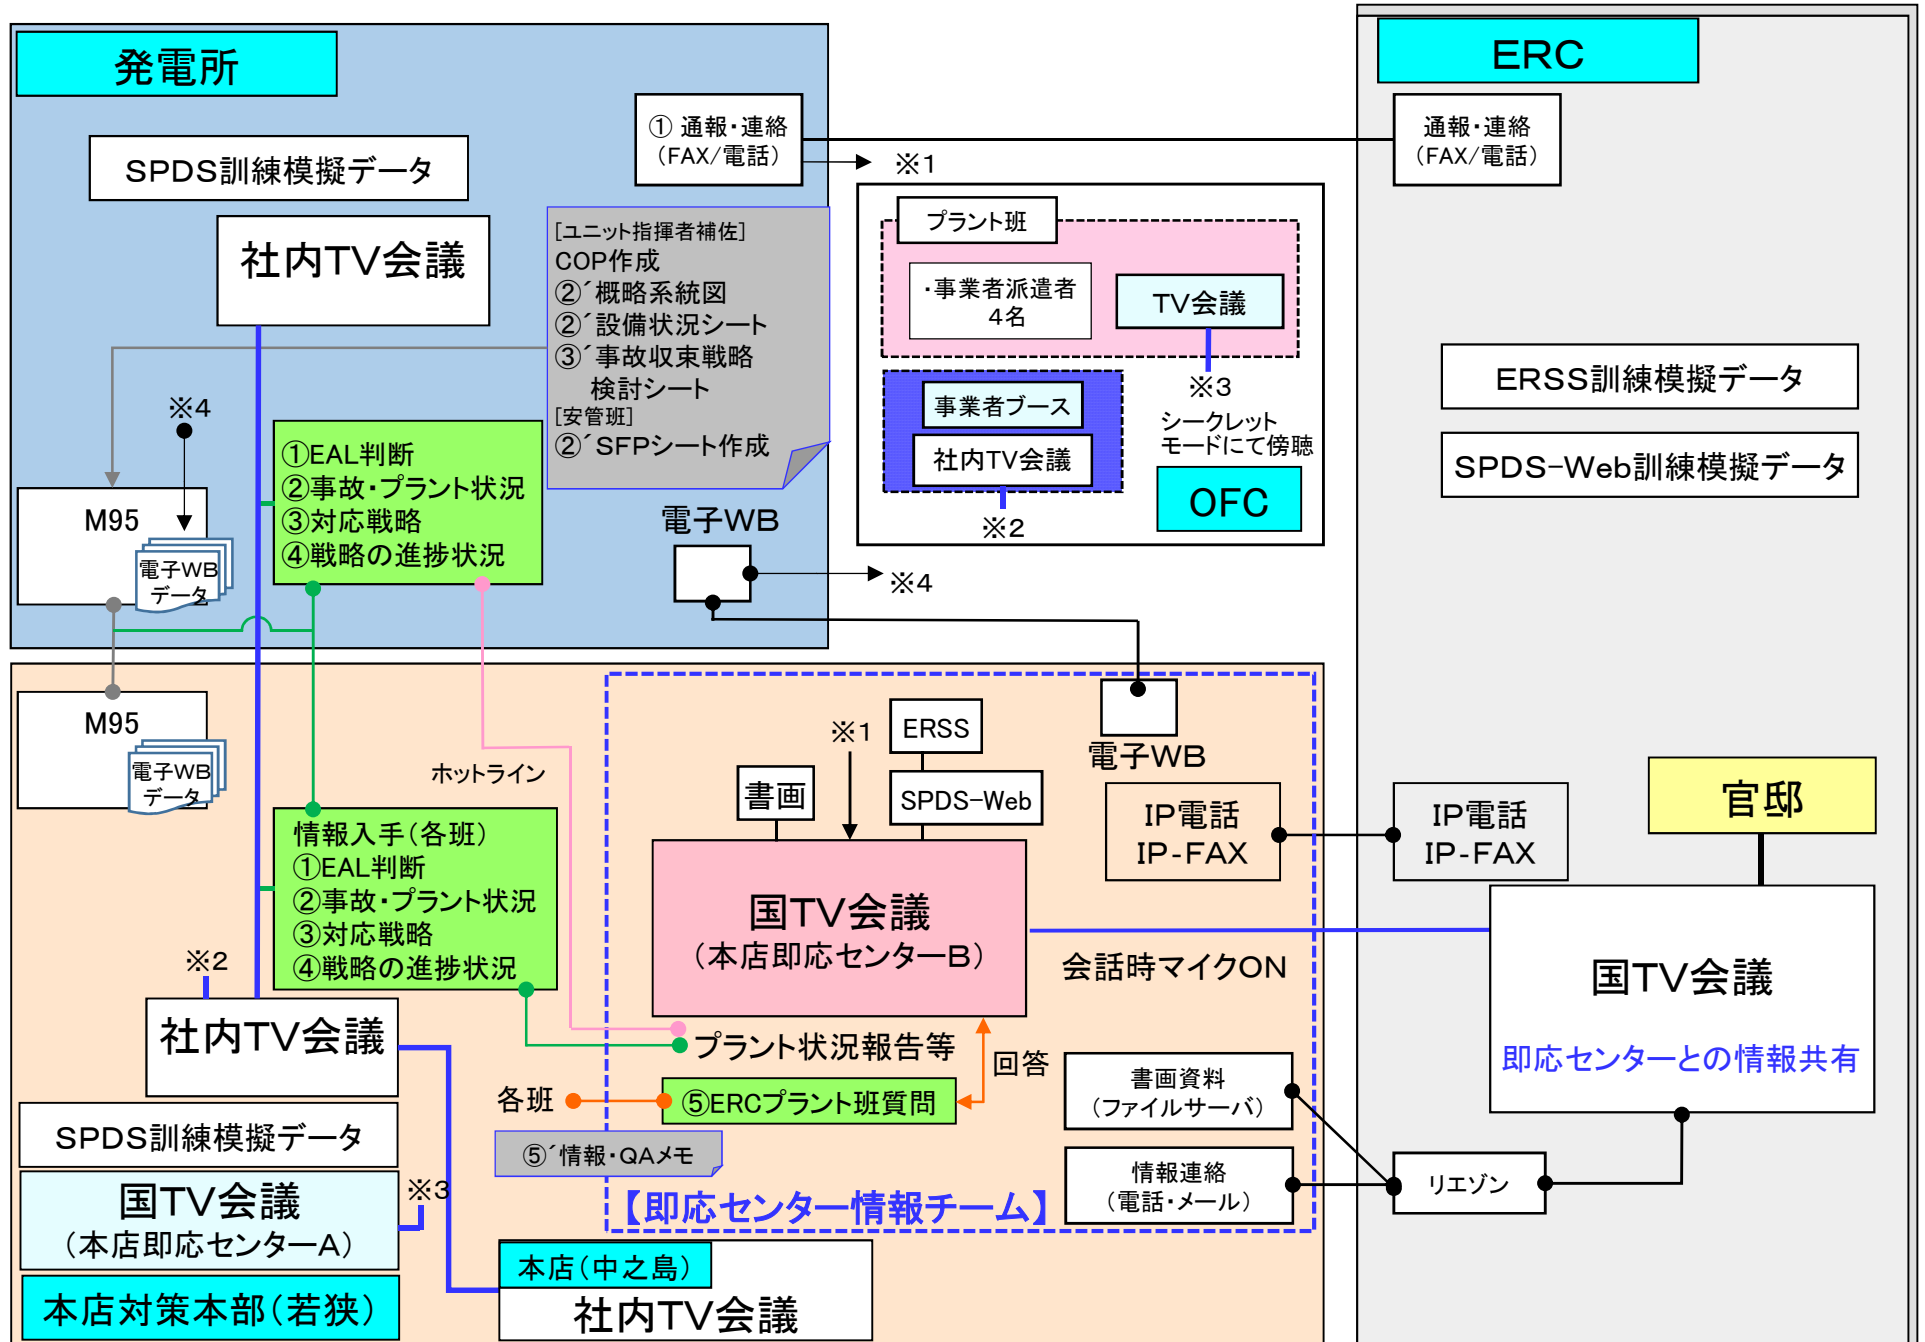 発電所
SPDS訓練模擬データ
社内TV会議
① 通報・連絡
(FAX/電話)
※1
[ユニット指揮者補佐]
COP作成
②´概略系統図
②´設備状況シート
③´事故収束戦略
検討シート
[安管班]
②´SFPシート作成
※4
①EAL判断
②事故・プラント状況
③対応戦略
④戦略の進捗状況
M95
電子WB
データ
電子WB
※4
プラント班
・事業者派遣者
4名
TV会議
※3
シークレット
モードにて傍聴
事業者ブース
社内TV会議
※2
OFC
ERC
通報・連絡
(FAX/電話)
ERSS訓練模擬データ
SPDS-Web訓練模擬データ
M95
電子WB
データ
ホットライン
情報入手(各班)
①EAL判断
②事故・プラント状況
③対応戦略
④戦略の進捗状況
※2
社内TV会議
SPDS訓練模擬データ
国TV会議
(本店即応センターA)
※3
本店対策本部(若狭)
※1
ERSS
書画
SPDS-Web
電子WB
IP電話
IP-FAX
国TV会議
(本店即応センターB)
会話時マイクON
プラント状況報告等
回答
各班
⑤ERCプラント班質問
⑤´情報・QAメモ
書画資料
(ファイルサーバ)
情報連絡
(電話・メール)
【即応センター情報チーム】
本店(中之島)
社内TV会議
IP電話
IP-FAX
官邸
国TV会議
即応センターとの情報共有
リエゾン